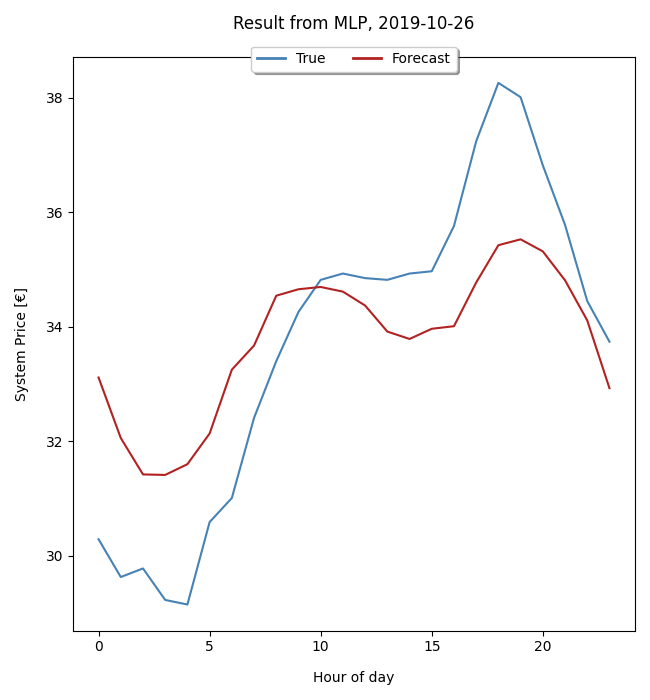 Result from MLP, 2019-10-26
True Forecast
System Price [€]
38
36
34
32
30
0 5 10 15 20
Hour of day